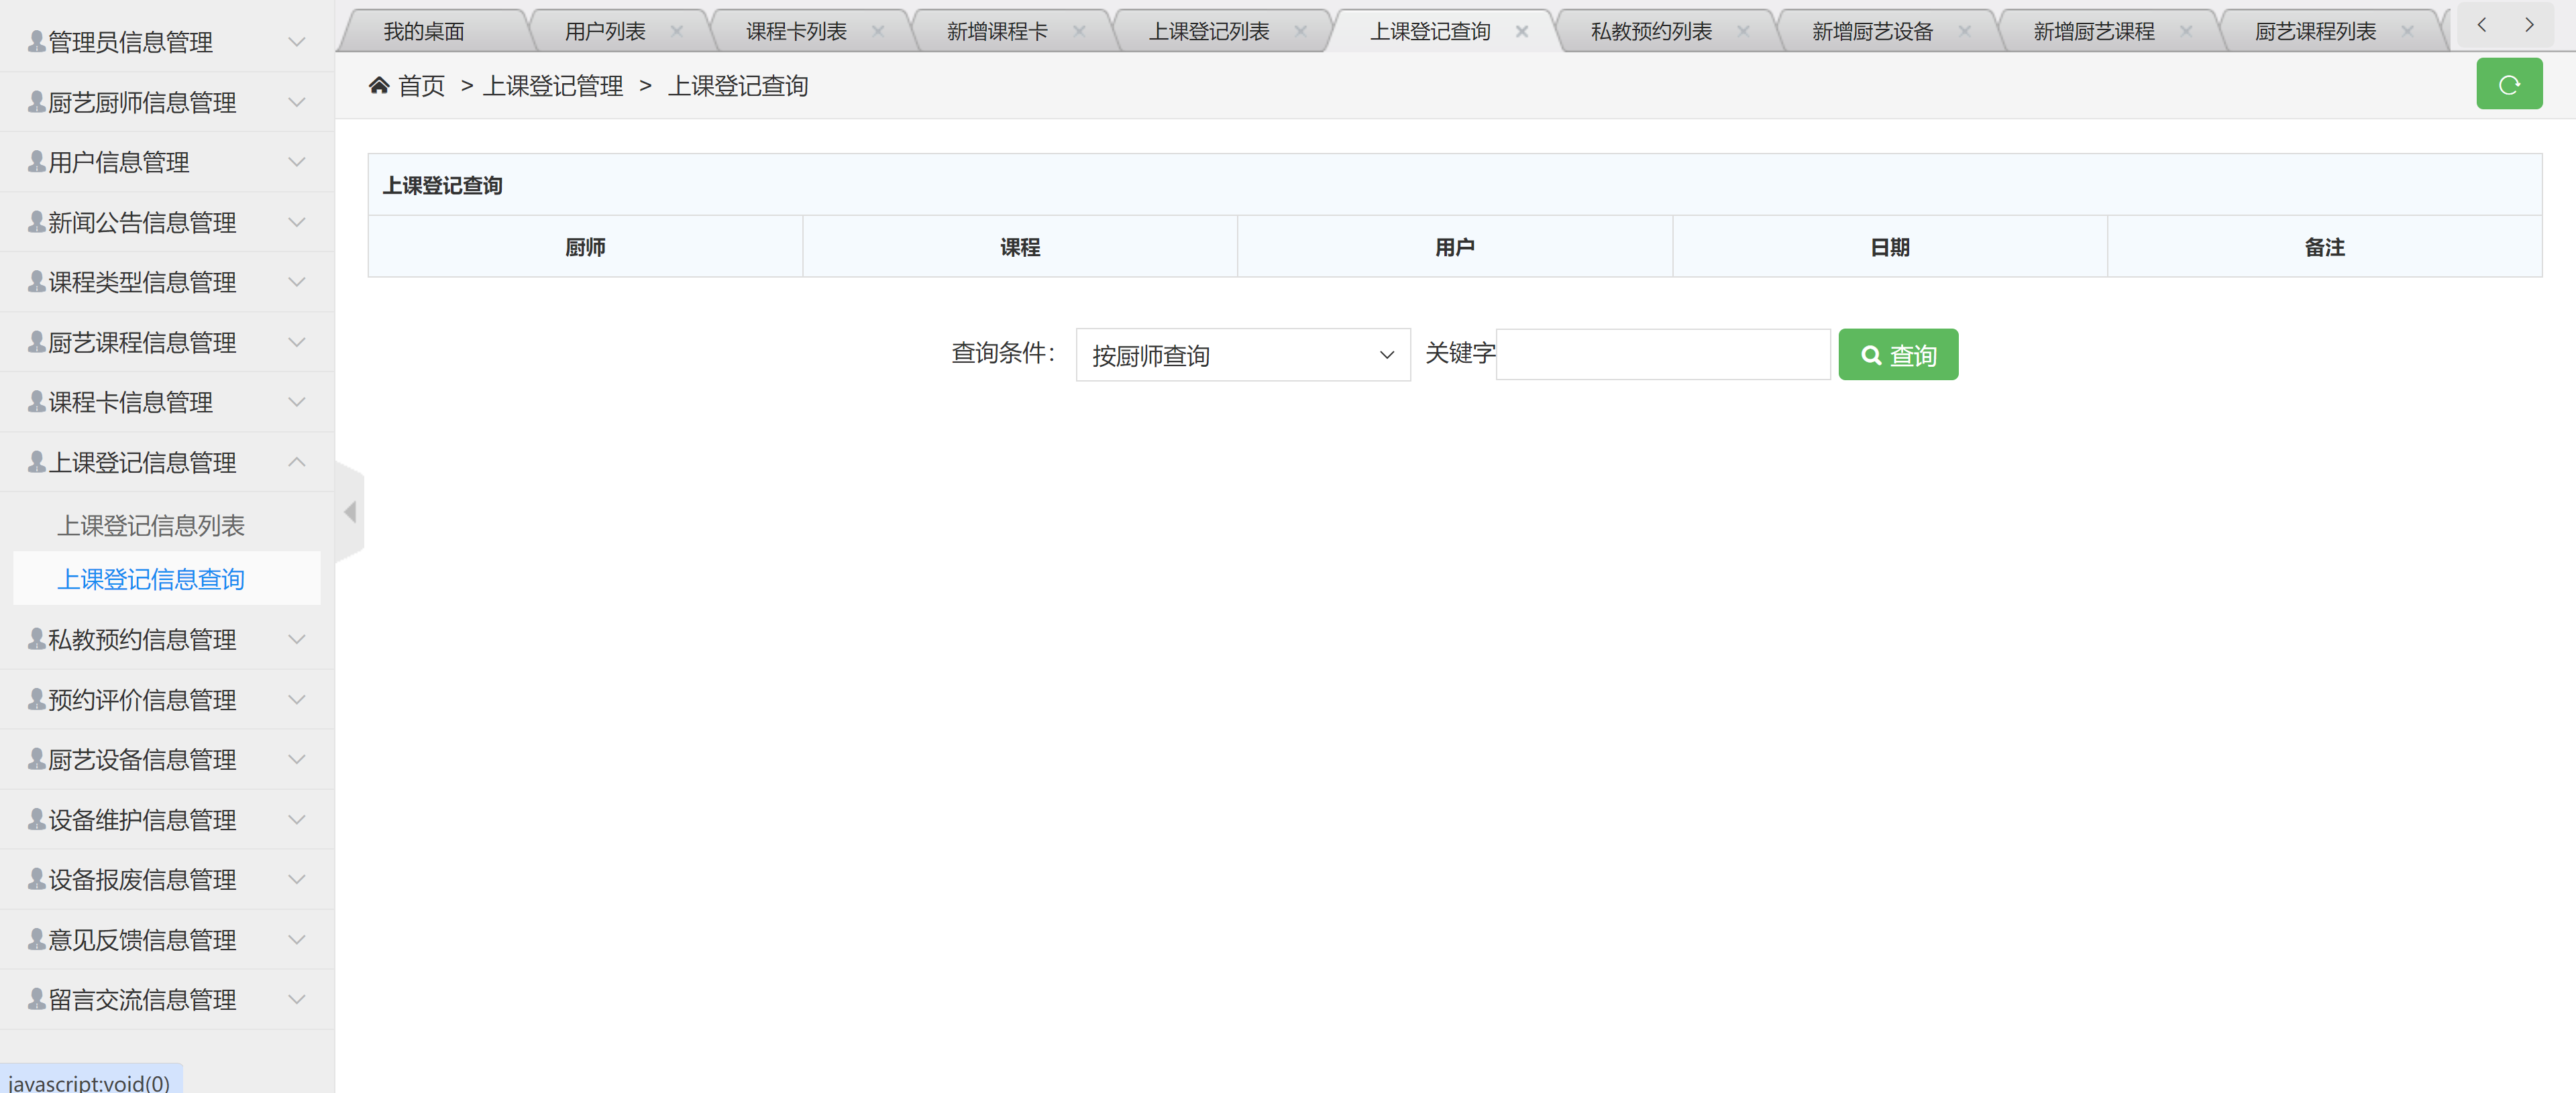 管理员信息管理
厨艺厨师信息管理
用户信息管理
新闻公告信息管理
课程类型信息管理
厨艺课程信息管理
课程卡信息管理
上课登记信息管理
上课登记信息列表
上课登记信息查询
私教预约信息管理
预约评价信息管理
厨艺设备信息管理
设备维护信息管理
设备报废信息管理
意见反馈信息管理
留言交流信息管理
javascript:void(0)
我的桌面 用户列表 课程卡列表 新增课程卡 上课登记列表 上课登记查询 私教预约列表 新增厨艺设备 新增厨艺课程 厨艺课程列表
首页 > 上课登记管理 > 上课登记查询
上课登记查询
厨师 课程 用户 日期 备注
查询条件： 按厨师查询 关键字 查询